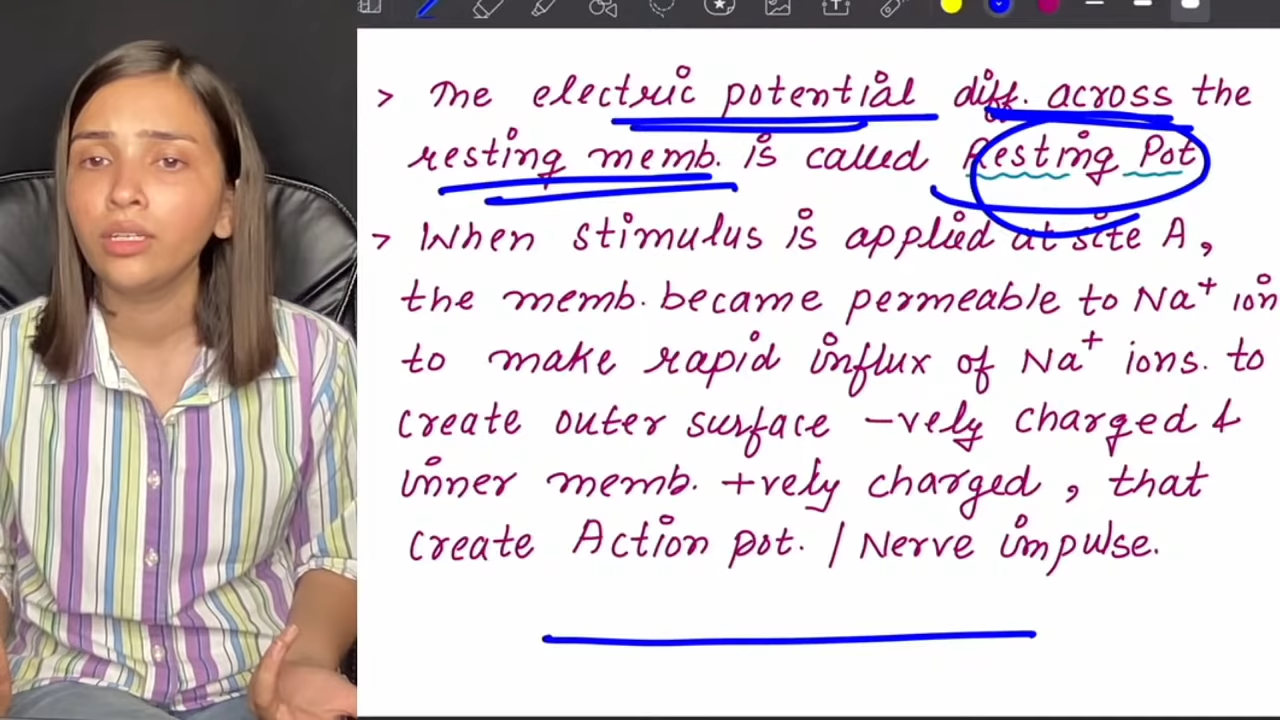 > The electric potential diff. across the
resting memb. is called Resting Pot
> When stimulus is applied at site A,
the memb. became permeable to Na+ ion
to make rapid influx of Na+ ions. to
create outer surface -vely charged &
inner memb. +vely charged, that
create Action pot. / Nerve impulse.